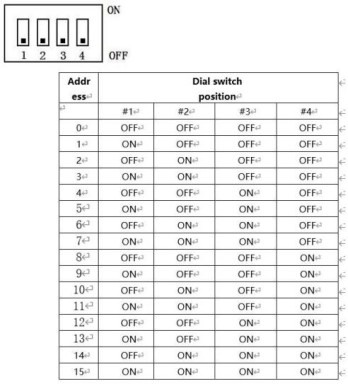 ON
1 2 3 4 OFF
Addr
ess
Dial switch
position
#1 #2 #3 #4
0 OFF OFF OFF OFF
1 ON OFF OFF OFF
2 OFF ON OFF OFF
3 ON ON OFF OFF
4 OFF OFF ON OFF
5 ON OFF ON OFF
6 OFF ON ON OFF
7 ON ON ON OFF
8 OFF OFF OFF ON
9 ON OFF OFF ON
10 OFF ON OFF ON
11 ON ON OFF ON
12 OFF OFF ON ON
13 ON OFF ON ON
14 OFF ON ON ON
15 ON ON ON ON